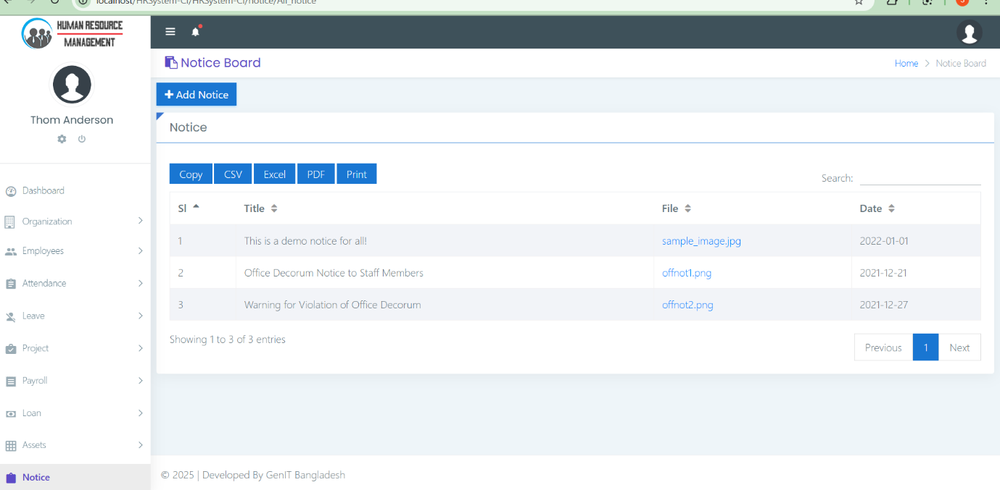 localhost/HRSystem-CI/HRSystem-CI/notice/All_notice
S
HUMAN RESOURCE
MANAGEMENT
Notice Board
Home > Notice Board
Thom Anderson
+ Add Notice
Notice
Copy CSV Excel PDF Print
Search:
Sl Title File Date
1 This is a demo notice for all! sample_image.jpg 2022-01-01
2 Office Decorum Notice to Staff Members offnot1.png 2021-12-21
3 Warning for Violation of Office Decorum offnot2.png 2021-12-27
Showing 1 to 3 of 3 entries
Previous 1 Next
Dashboard
Organization
Employees
Attendance
Leave
Project
Payroll
Loan
Assets
Notice
© 2025 | Developed By GenIT Bangladesh